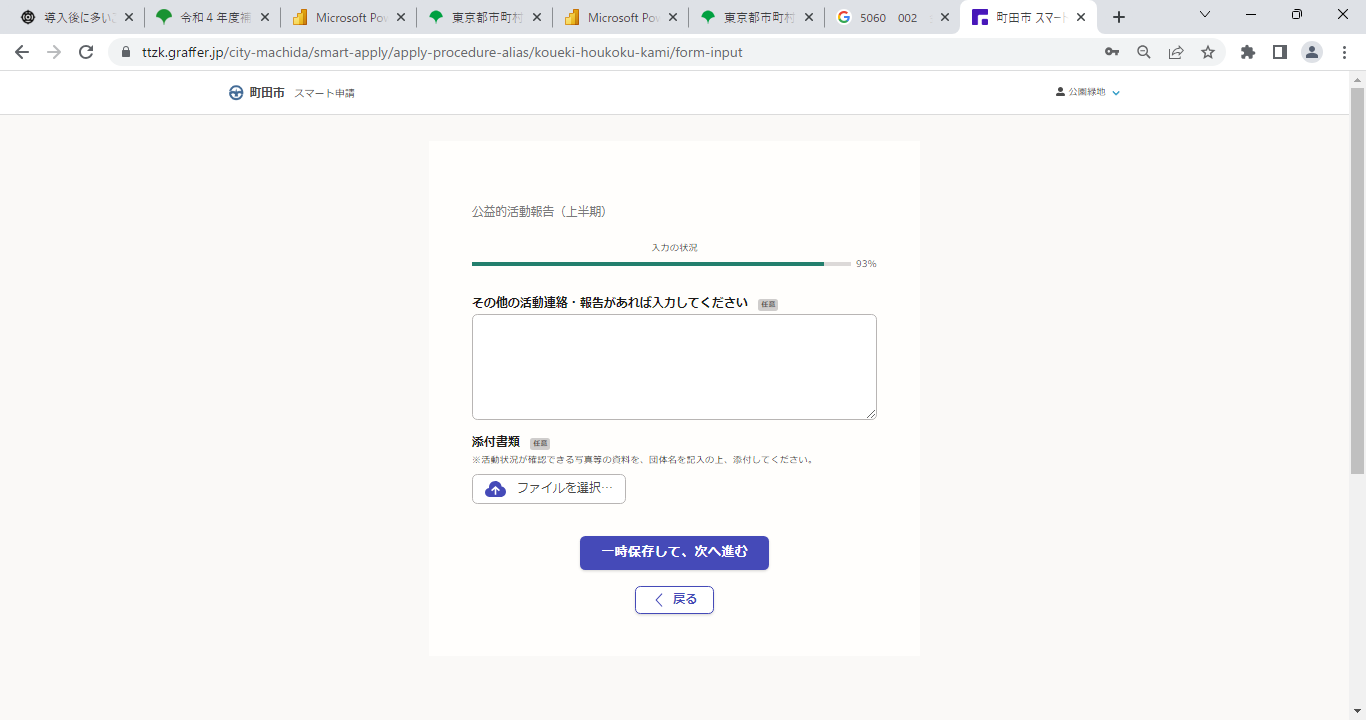 導入後に多い
令和４年度補
Microsoft Pow
東京都市町村
Microsoft Pow
東京都市町村
5060 002
町田市 スマート
ttzk.graffer.jp/city-machida/smart-apply/apply-procedure-alias/koueki-houkoku-kami/form-input
町田市 スマート申請
公園緑地
公益的活動報告（上半期）
入力の状況
93%
その他の活動連絡・報告があれば入力してください 任意
添付書類 任意
※活動状況が確認できる写真等の資料を、団体名を記入の上、添付してください。
ファイルを選択…
一時保存して、次へ進む
戻る